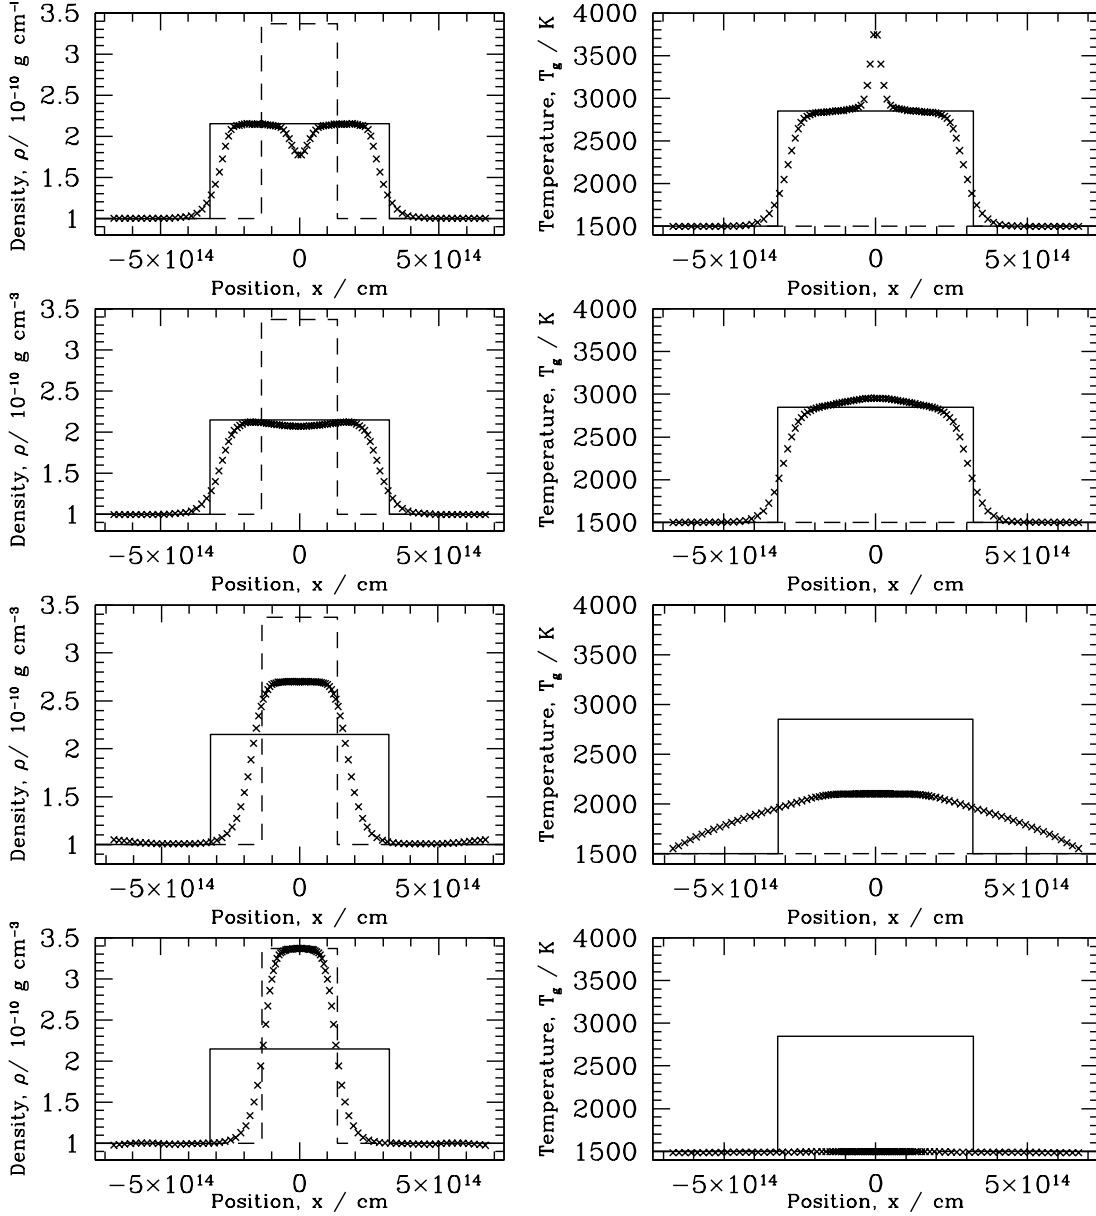 3.5
3
2.5
2
1.5
1
Density, ρ/ 10⁻¹⁰ g cm⁻³
−5×10¹⁴ 0 5×10¹⁴
Position, x / cm
4000
3500
3000
2500
2000
1500
Temperature, T_g / K
−5×10¹⁴ 0 5×10¹⁴
Position, x / cm
3.5
3
2.5
2
1.5
1
Density, ρ/ 10⁻¹⁰ g cm⁻³
−5×10¹⁴ 0 5×10¹⁴
Position, x / cm
4000
3500
3000
2500
2000
1500
Temperature, T_g / K
−5×10¹⁴ 0 5×10¹⁴
Position, x / cm
3.5
3
2.5
2
1.5
1
Density, ρ/ 10⁻¹⁰ g cm⁻³
−5×10¹⁴ 0 5×10¹⁴
Position, x / cm
4000
3500
3000
2500
2000
1500
Temperature, T_g / K
−5×10¹⁴ 0 5×10¹⁴
Position, x / cm
3.5
3
2.5
2
1.5
1
Density, ρ/ 10⁻¹⁰ g cm⁻³
−5×10¹⁴ 0 5×10¹⁴
Position, x / cm
4000
3500
3000
2500
2000
1500
Temperature, T_g / K
−5×10¹⁴ 0 5×10¹⁴
Position, x / cm